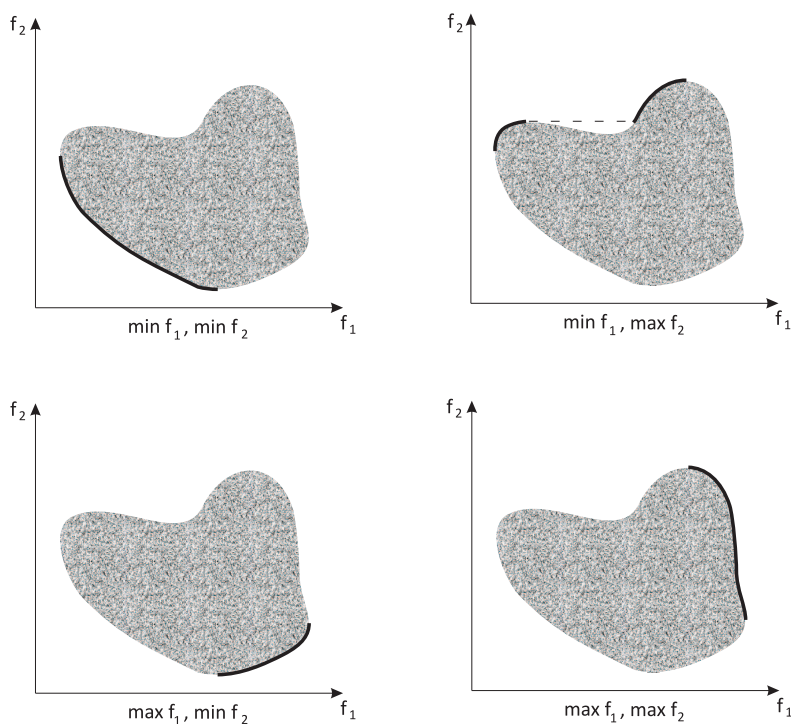 f₂
f₂
f₁
min f₁ , min f₂
f₁
min f₁ , max f₂
f₂
f₂
f₁
max f₁ , min f₂
f₁
max f₁ , max f₂